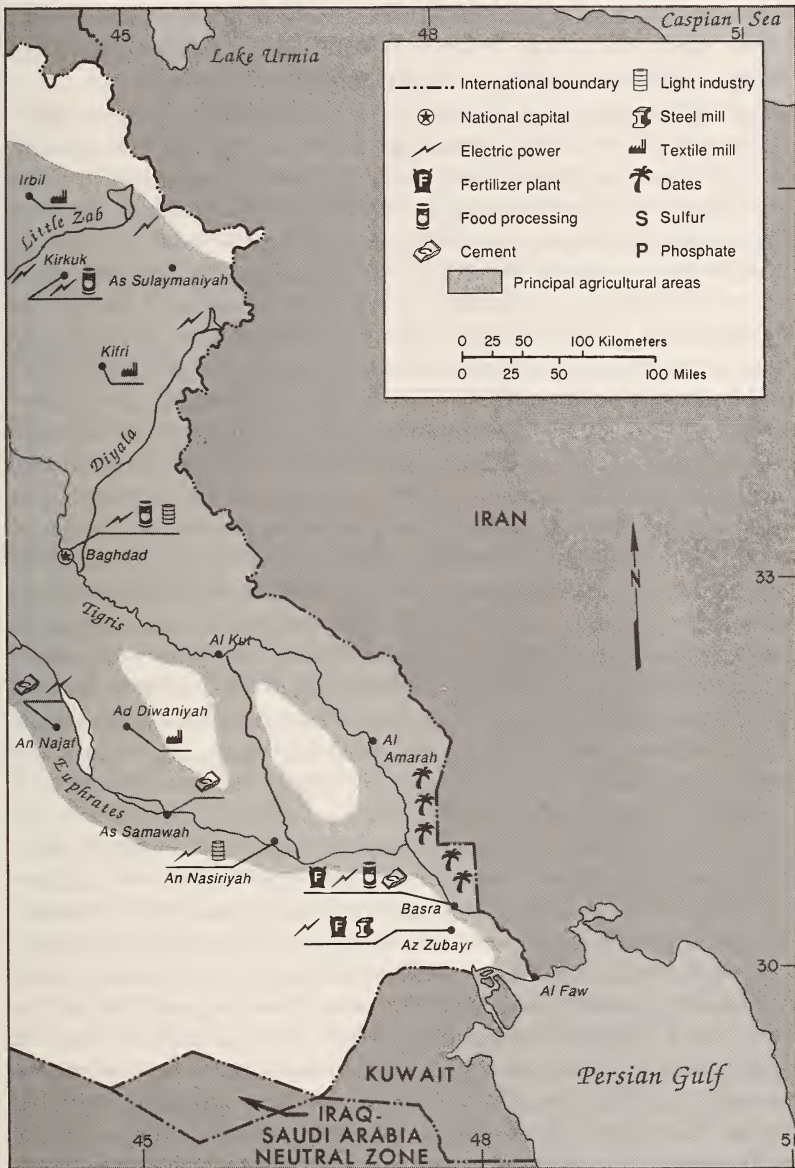 45
48
51
Caspian Sea
Lake Urmia
International boundary
Light industry
National capital
S Steel mill
Electric power
Textile mill
F Fertilizer plant
Dates
Food processing
S Sulfur
Cement
P Phosphate
Principal agricultural areas
0 25 50 100 Kilometers
0 25 50 100 Miles
Irbil
Little Zab
Kirkuk
As Sulaymaniyah
Kifri
Diyala
IRAN
Baghdad
N
33
Tigris
Al Kut
Ad Diwaniyah
An Najaf
Al
Amarah
Euphrates
As Samawah
An Nasiriyah
F
Basra
F
Az Zubayr
30
Al Faw
KUWAIT
Persian Gulf
IRAQ-
SAUDI ARABIA
NEUTRAL ZONE
45
48